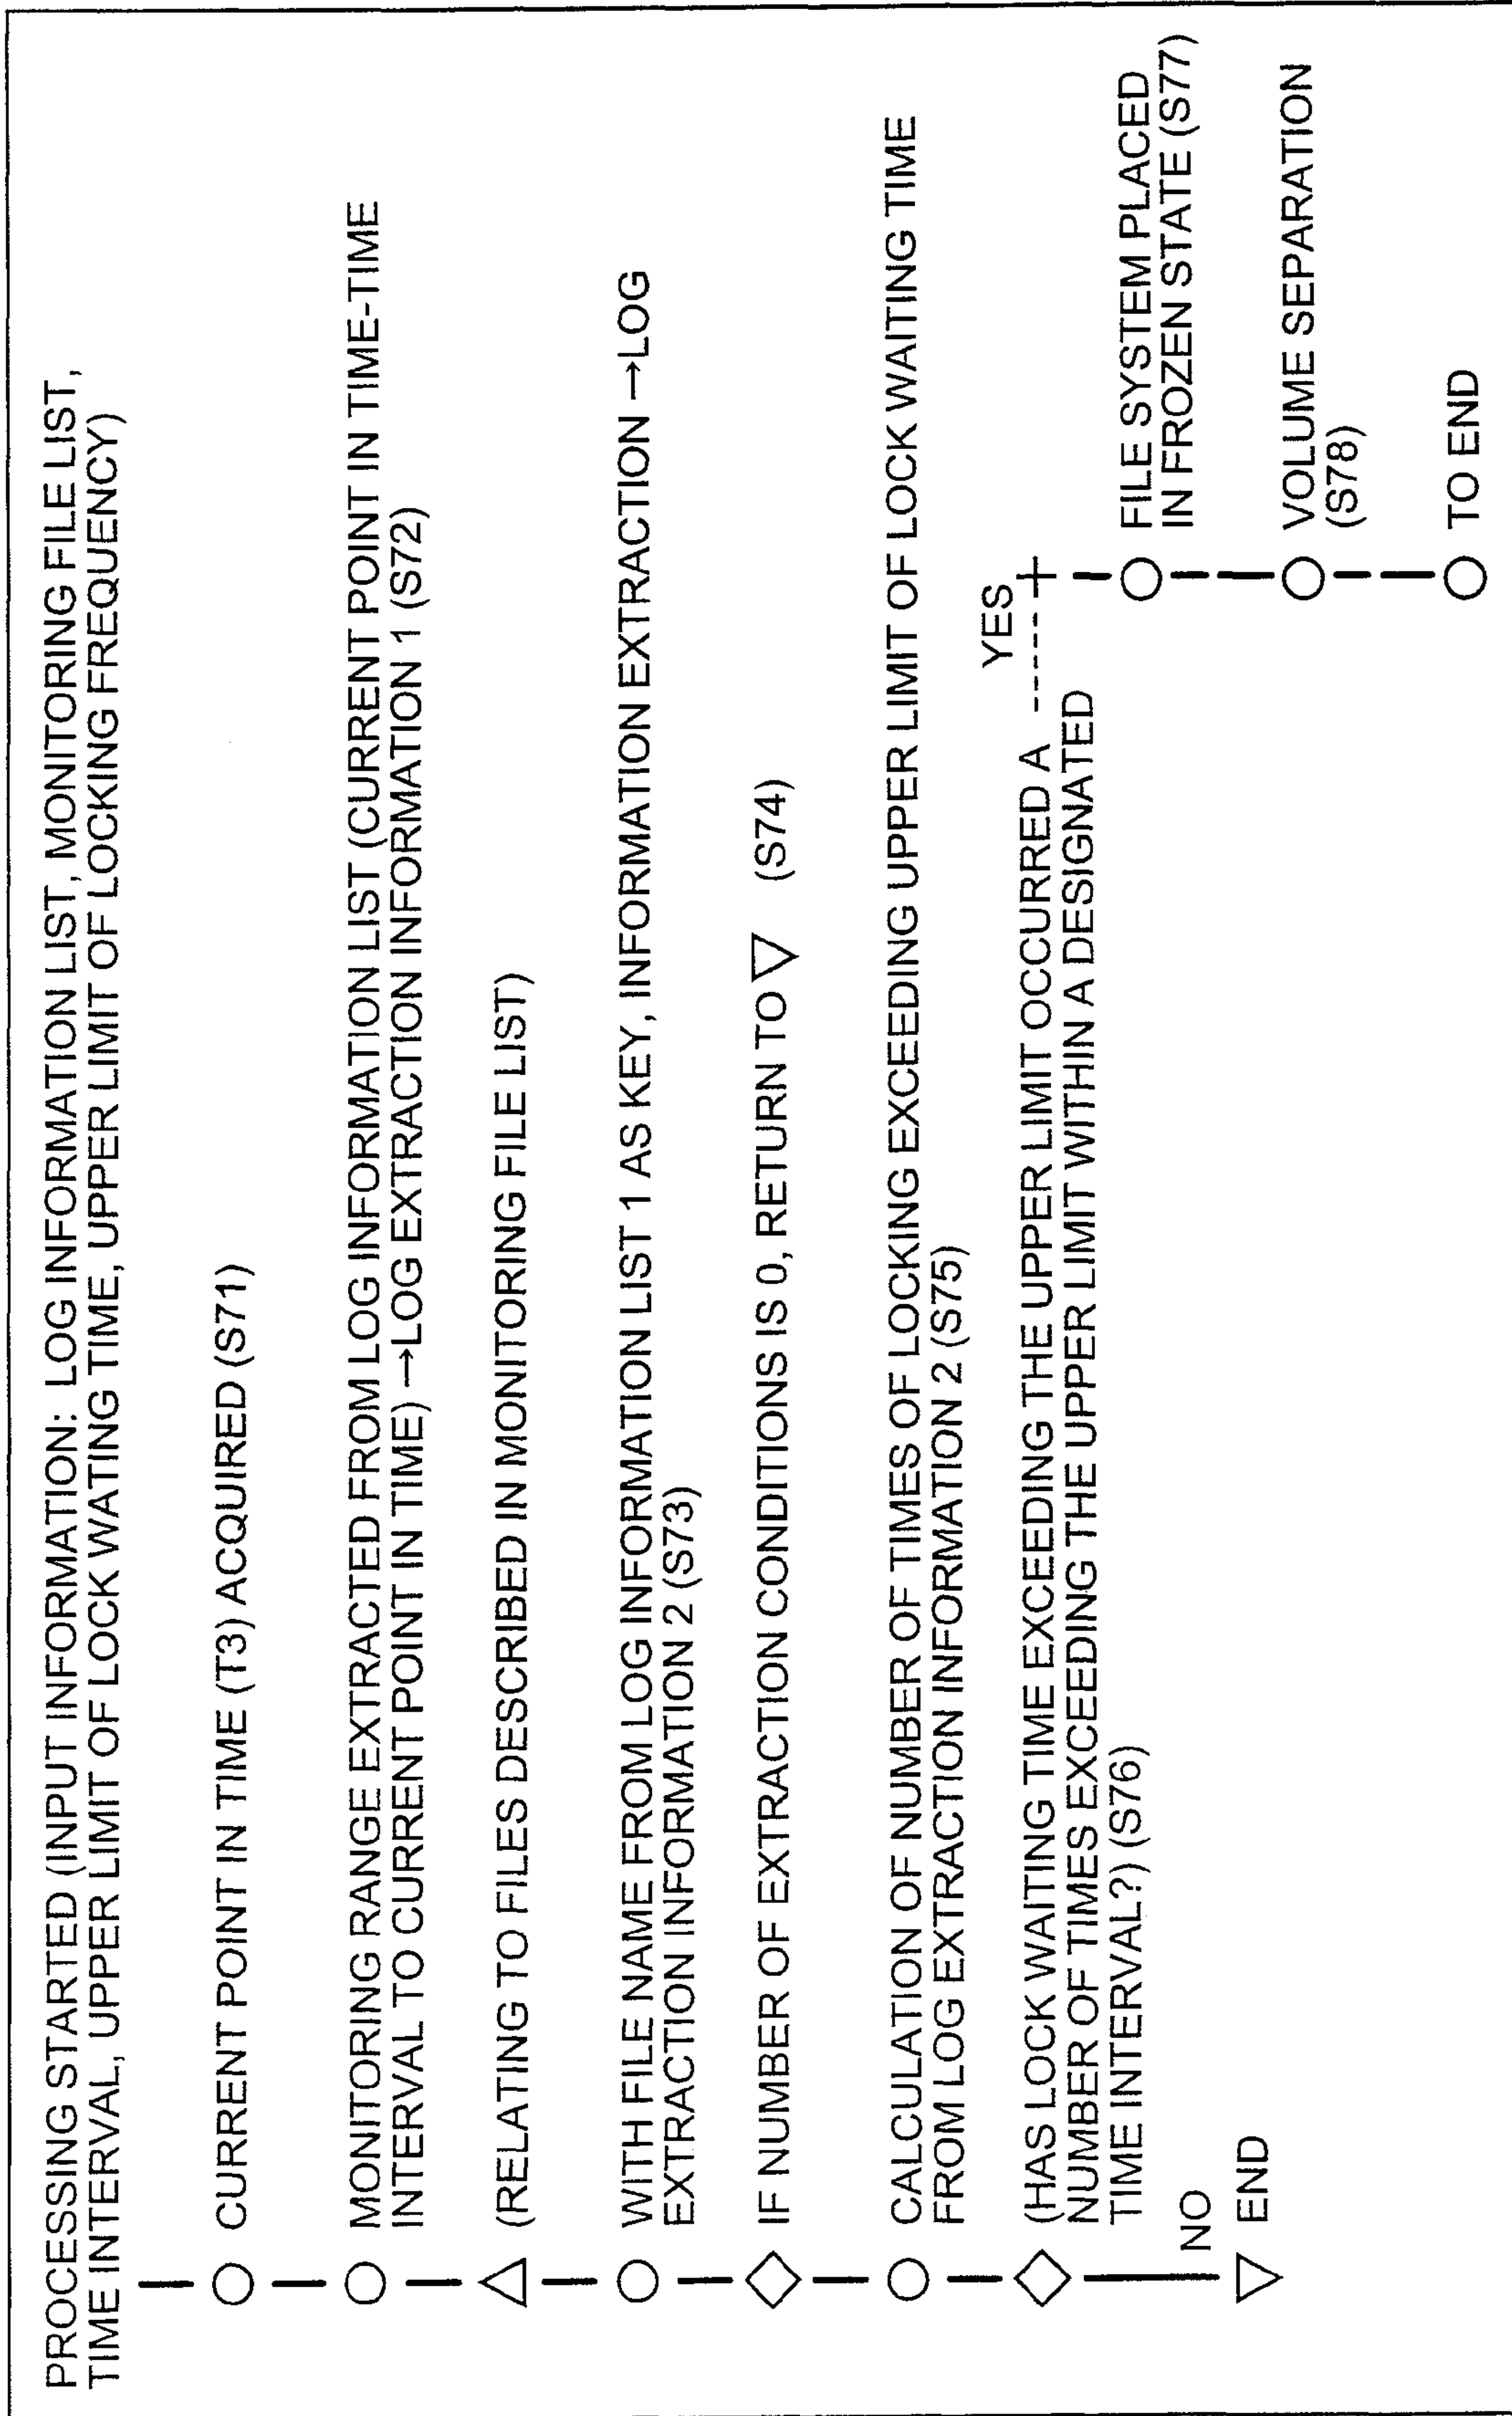 PROCESSING STARTED (INPUT INFORMATION: LOG INFORMATION LIST, MONITORING FILE LIST,
TIME INTERVAL, UPPER LIMIT OF LOCK WATING TIME, UPPER LIMIT OF LOCKING FREQUENCY)
CURRENT POINT IN TIME (T3) ACQUIRED (S71)
MONITORING RANGE EXTRACTED FROM LOG INFORMATION LIST (CURRENT POINT IN TIME-TIME
INTERVAL TO CURRENT POINT IN TIME) →LOG EXTRACTION INFORMATION 1 (S72)
(RELATING TO FILES DESCRIBED IN MONITORING FILE LIST)
WITH FILE NAME FROM LOG INFORMATION LIST 1 AS KEY, INFORMATION EXTRACTION →LOG
EXTRACTION INFORMATION 2 (S73)
IF NUMBER OF EXTRACTION CONDITIONS IS 0, RETURN TO ▽ (S74)
CALCULATION OF NUMBER OF TIMES OF LOCKING EXCEEDING UPPER LIMIT OF LOCK WAITING TIME
FROM LOG EXTRACTION INFORMATION 2 (S75)
(HAS LOCK WAITING TIME EXCEEDING THE UPPER LIMIT OCCURRED A
NUMBER OF TIMES EXCEEDING THE UPPER LIMIT WITHIN A DESIGNATED
TIME INTERVAL?) (S76)
YES
FILE SYSTEM PLACED
IN FROZEN STATE (S77)
VOLUME SEPARATION
(S78)
TO END
NO
END